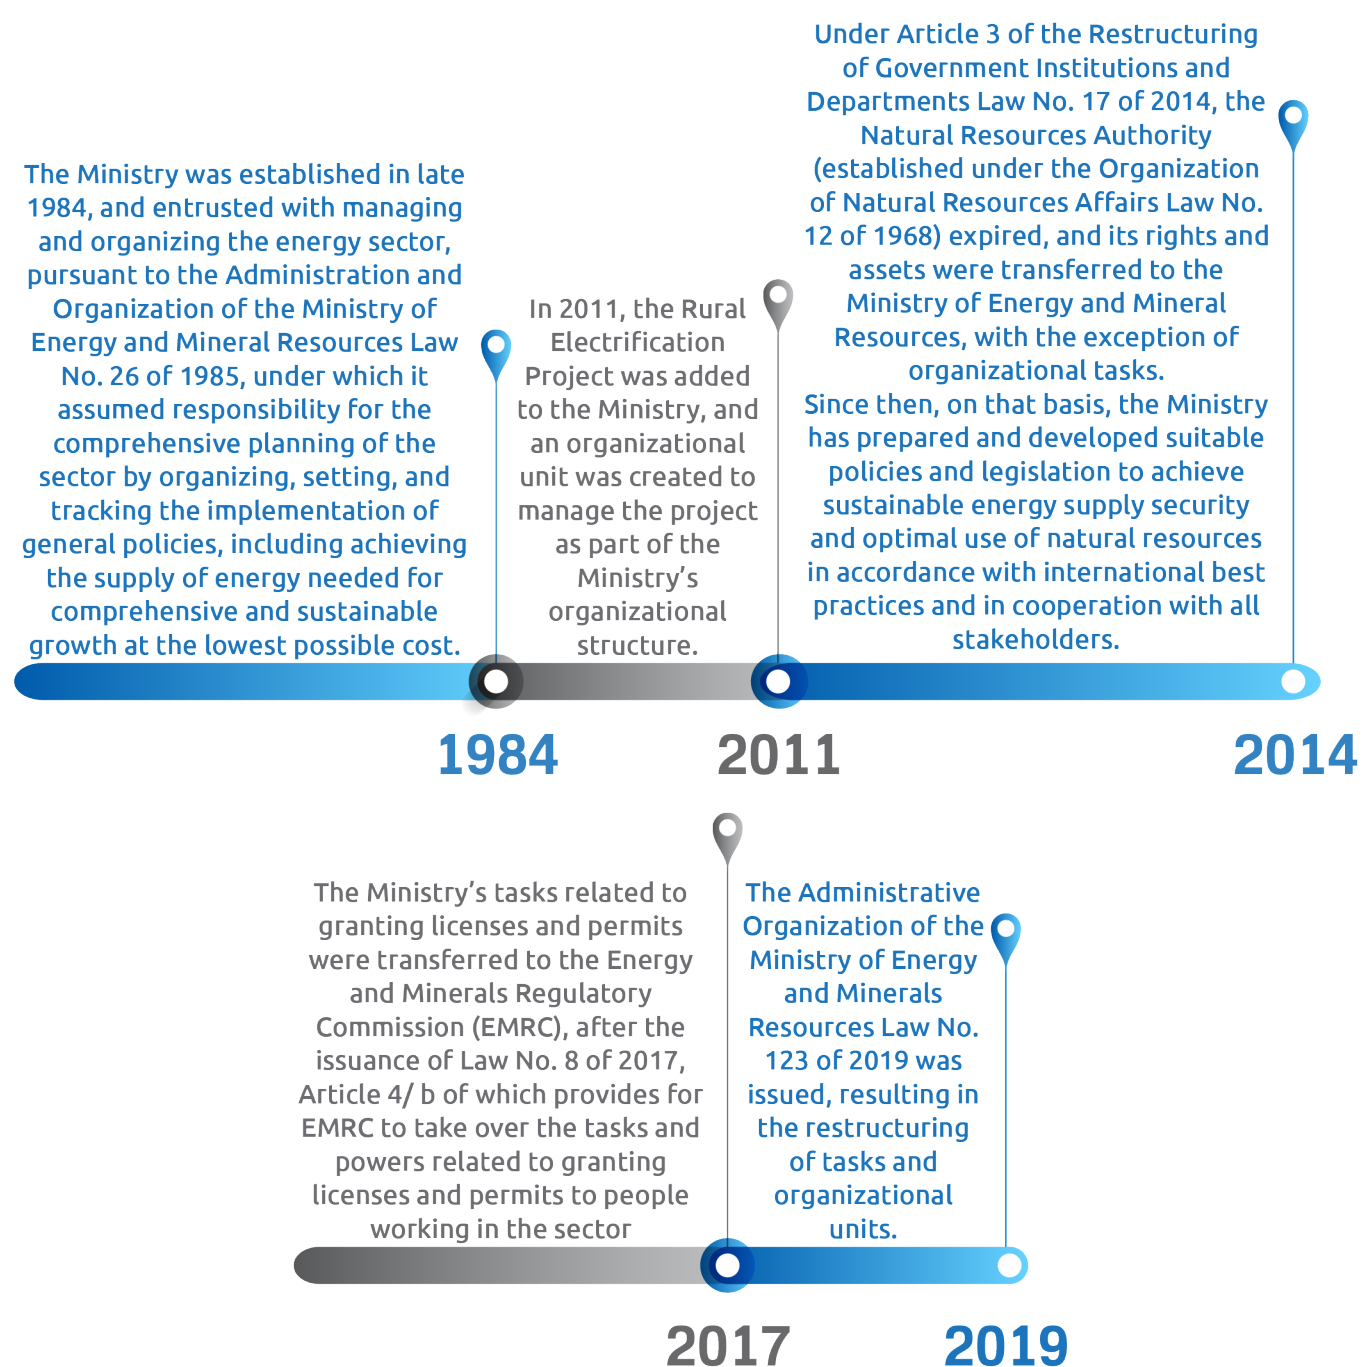 The Ministry was established in late
1984, and entrusted with managing
and organizing the energy sector,
pursuant to the Administration and
Organization of the Ministry of
Energy and Mineral Resources Law
No. 26 of 1985, under which it
assumed responsibility for the
comprehensive planning of the
sector by organizing, setting, and
tracking the implementation of
general policies, including achieving
the supply of energy needed for
comprehensive and sustainable
growth at the lowest possible cost.
1984
In 2011, the Rural
Electrification
Project was added
to the Ministry, and
an organizational
unit was created to
manage the project
as part of the
Ministry’s
organizational
structure.
2011
Under Article 3 of the Restructuring
of Government Institutions and
Departments Law No. 17 of 2014, the
Natural Resources Authority
(established under the Organization
of Natural Resources Affairs Law No.
12 of 1968) expired, and its rights and
assets were transferred to the
Ministry of Energy and Mineral
Resources, with the exception of
organizational tasks.
Since then, on that basis, the Ministry
has prepared and developed suitable
policies and legislation to achieve
sustainable energy supply security
and optimal use of natural resources
in accordance with international best
practices and in cooperation with all
stakeholders.
2014
The Ministry’s tasks related to
granting licenses and permits
were transferred to the Energy
and Minerals Regulatory
Commission (EMRC), after the
issuance of Law No. 8 of 2017,
Article 4/ b of which provides for
EMRC to take over the tasks and
powers related to granting
licenses and permits to people
working in the sector
2017
The Administrative
Organization of the
Ministry of Energy
and Minerals
Resources Law No.
123 of 2019 was
issued, resulting in
the restructuring
of tasks and
organizational
units.
2019